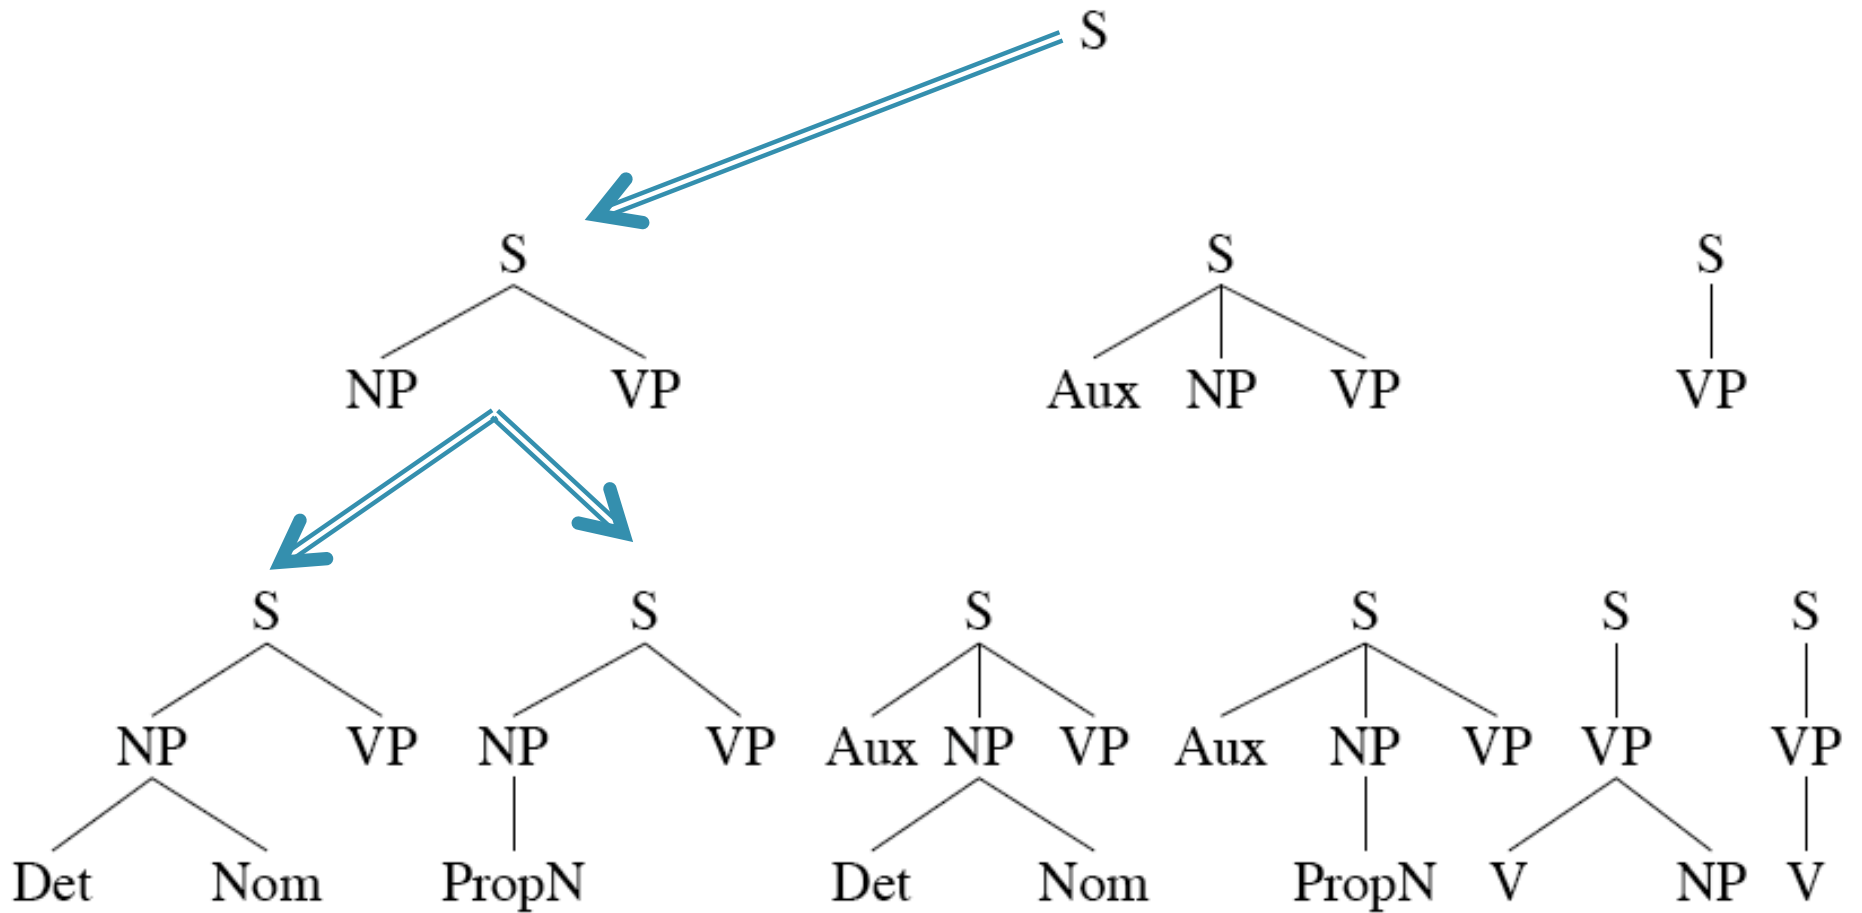 S
S S S
NP VP Aux NP VP VP
S S S S S S
NP VP NP VP Aux NP VP Aux NP VP VP VP
Det Nom PropN Det Nom PropN V NP V